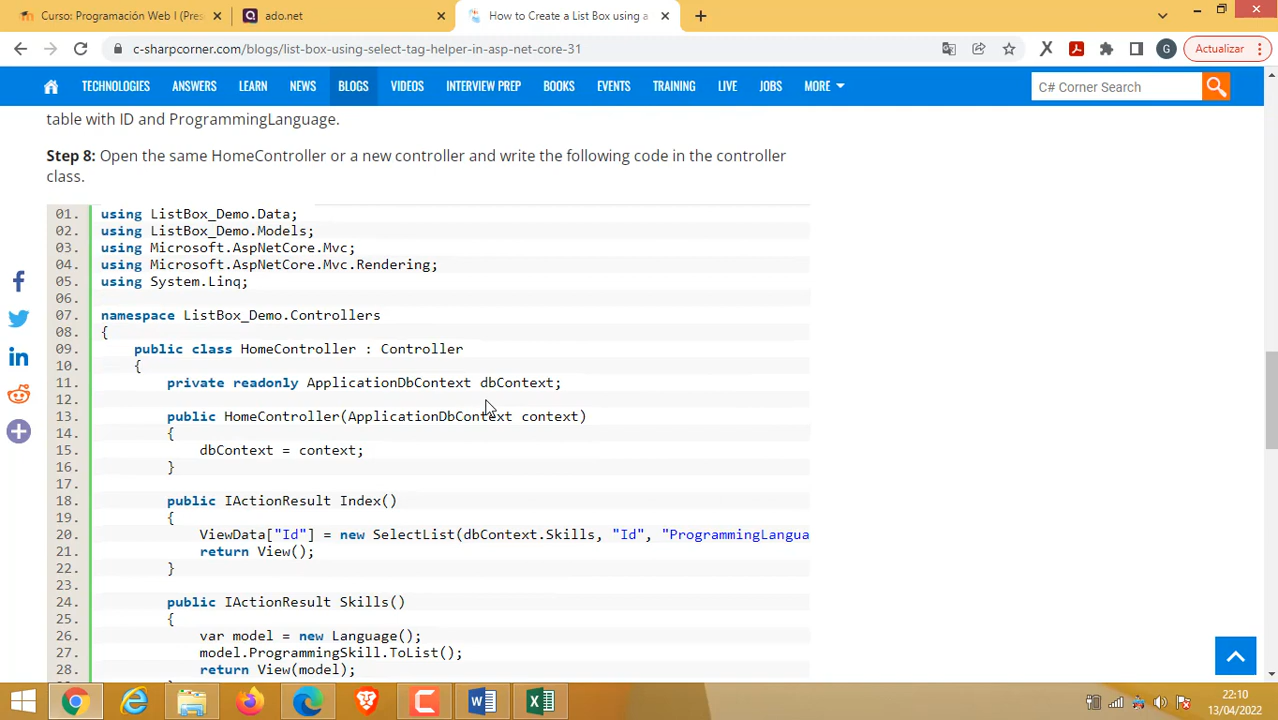 Curso: Programación Web I (Pres
ado.net
How to Create a List Box using a
c-sharpcorner.com/blogs/list-box-using-select-tag-helper-in-asp-net-core-31
G
Actualizar
TECHNOLOGIES ANSWERS LEARN NEWS BLOGS VIDEOS INTERVIEW PREP BOOKS EVENTS TRAINING LIVE JOBS MORE
C# Corner Search
table with ID and ProgrammingLanguage.
Step 8: Open the same HomeController or a new controller and write the following code in the controller
class.
01. using ListBox_Demo.Data;
02. using ListBox_Demo.Models;
03. using Microsoft.AspNetCore.Mvc;
04. using Microsoft.AspNetCore.Mvc.Rendering;
05. using System.Linq;
06.
07. namespace ListBox_Demo.Controllers
08. {
09. public class HomeController : Controller
10. {
11. private readonly ApplicationDbContext dbContext;
12.
13. public HomeController(ApplicationDbContext context)
14. {
15. dbContext = context;
16. }
17.
18. public IActionResult Index()
19. {
20. ViewData["Id"] = new SelectList(dbContext.Skills, "Id", "ProgrammingLangua
21. return View();
22. }
23.
24. public IActionResult Skills()
25. {
26. var model = new Language();
27. model.ProgrammingSkill.ToList();
28. return View(model);
22:10
13/04/2022